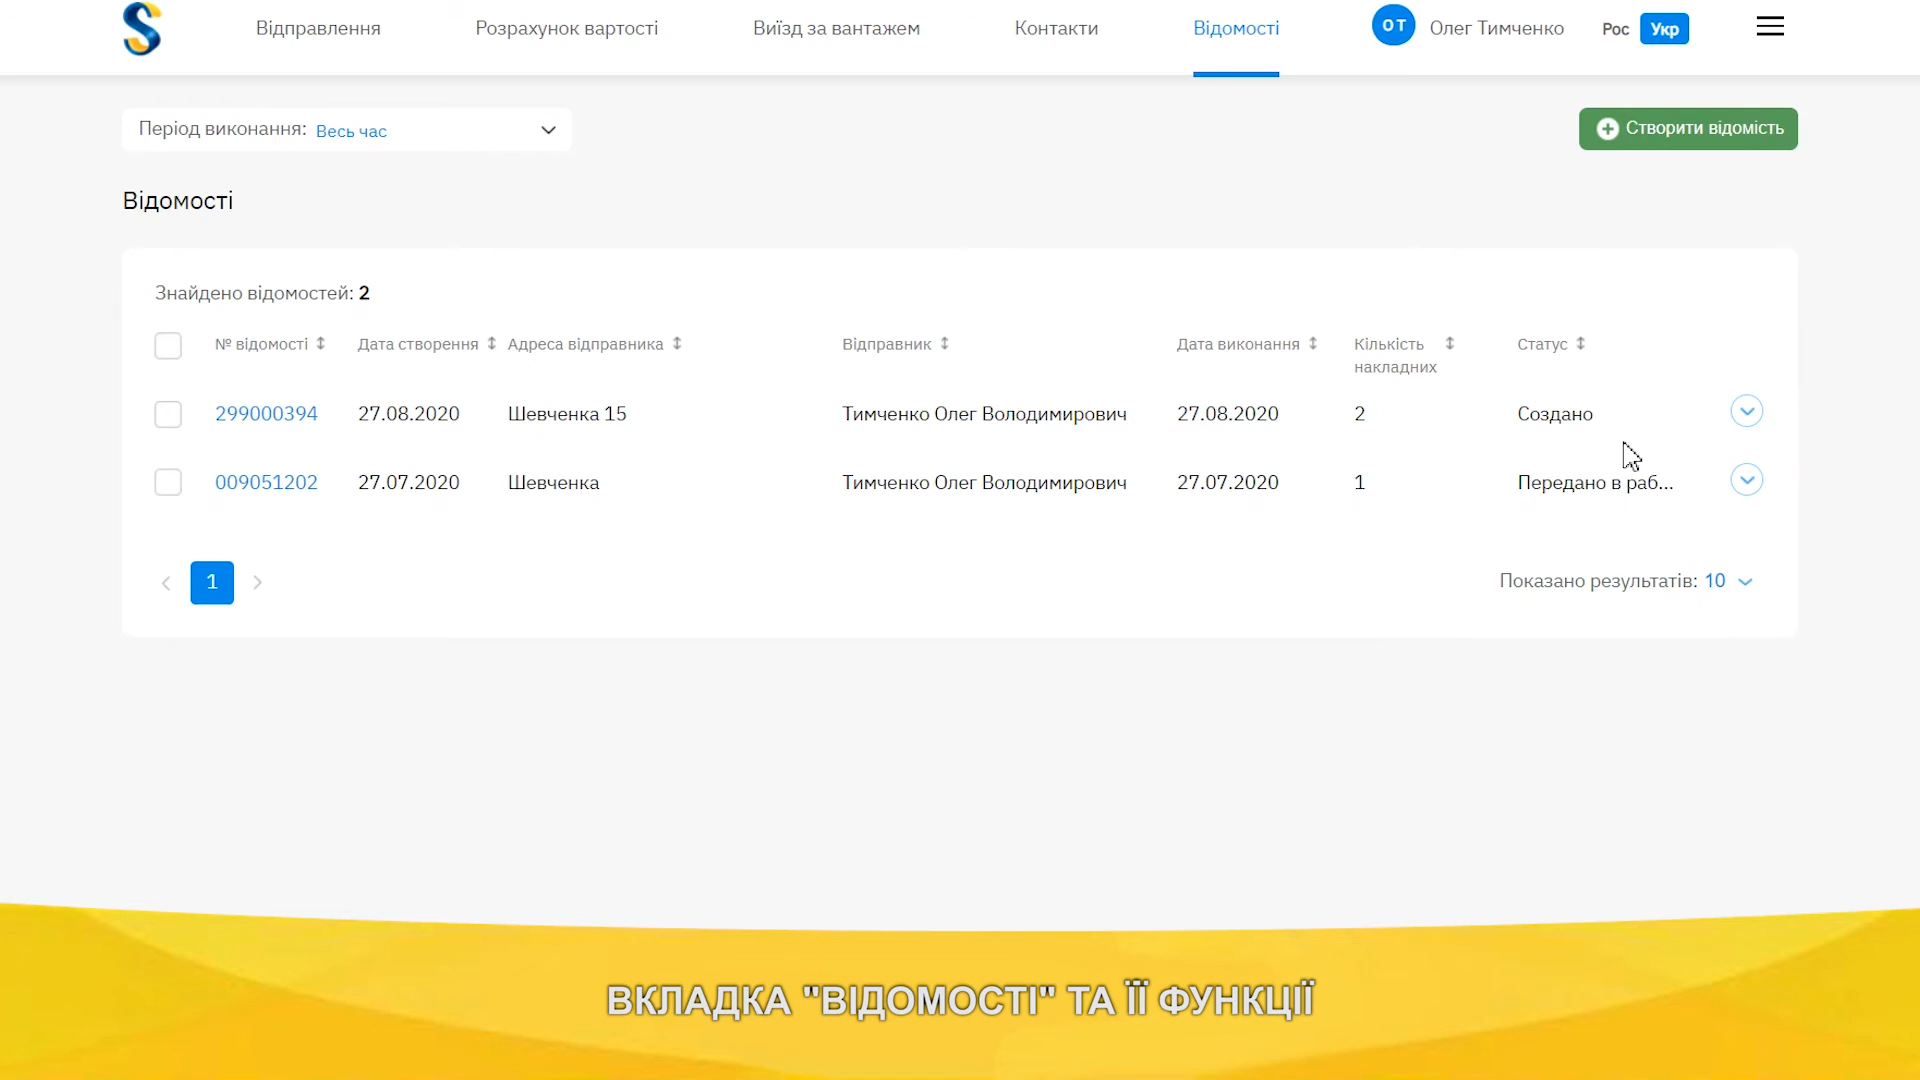 Відправлення Розрахунок вартості Виїзд за вантажем Контакти Відомості ОТ Олег Тимченко Рос Укр
Період виконання: Весь час Створити відомість
Відомості
Знайдено відомостей: 2
№ відомості Дата створення Адреса відправника Відправник Дата виконання Кількість накладних Статус
299000394 27.08.2020 Шевченка 15 Тимченко Олег Володимирович 27.08.2020 2 Создано
009051202 27.07.2020 Шевченка Тимченко Олег Володимирович 27.07.2020 1 Передано в раб...
1 Показано результатів: 10
ВКЛАДКА "ВІДОМОСТІ" ТА ЇЇ ФУНКЦІЇ